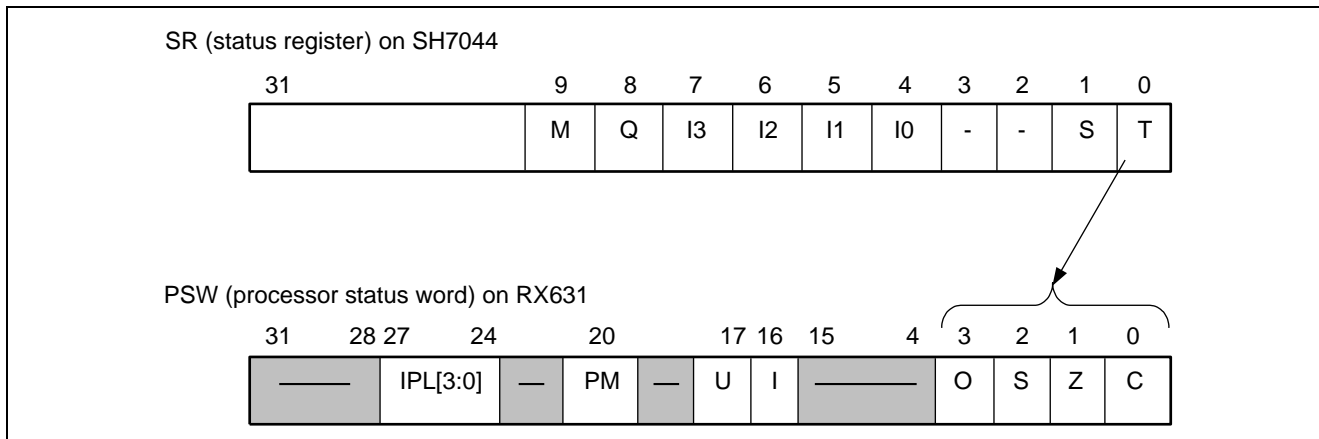 SR (status register) on SH7044
31 9 8 7 6 5 4 3 2 1 0
M Q I3 I2 I1 I0 - - S T
PSW (processor status word) on RX631
31 28 27 24 20 17 16 15 4 3 2 1 0
— IPL[3:0] — PM — U I — O S Z C